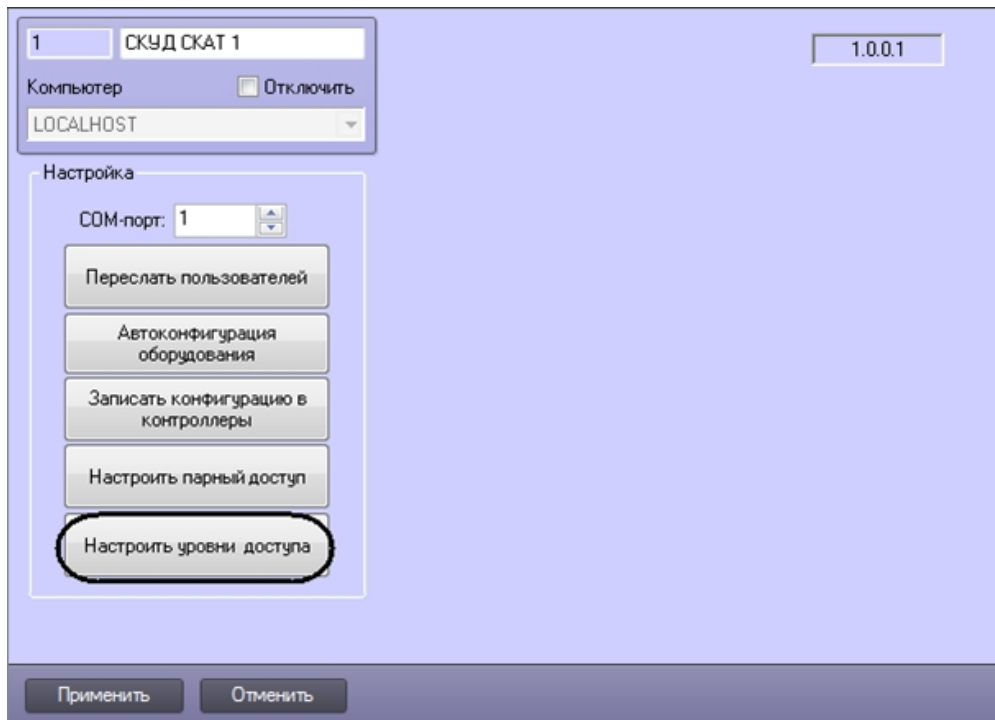 1
СКУД СКАТ 1
1.0.0.1
Компьютер
Отключить
LOCALHOST
Настройка
COM-порт: 1
Переслать пользователей
Автоконфигурация
оборудования
Записать конфигурацию в
контроллеры
Настроить парный доступ
Настроить уровни доступа
Применить
Отменить